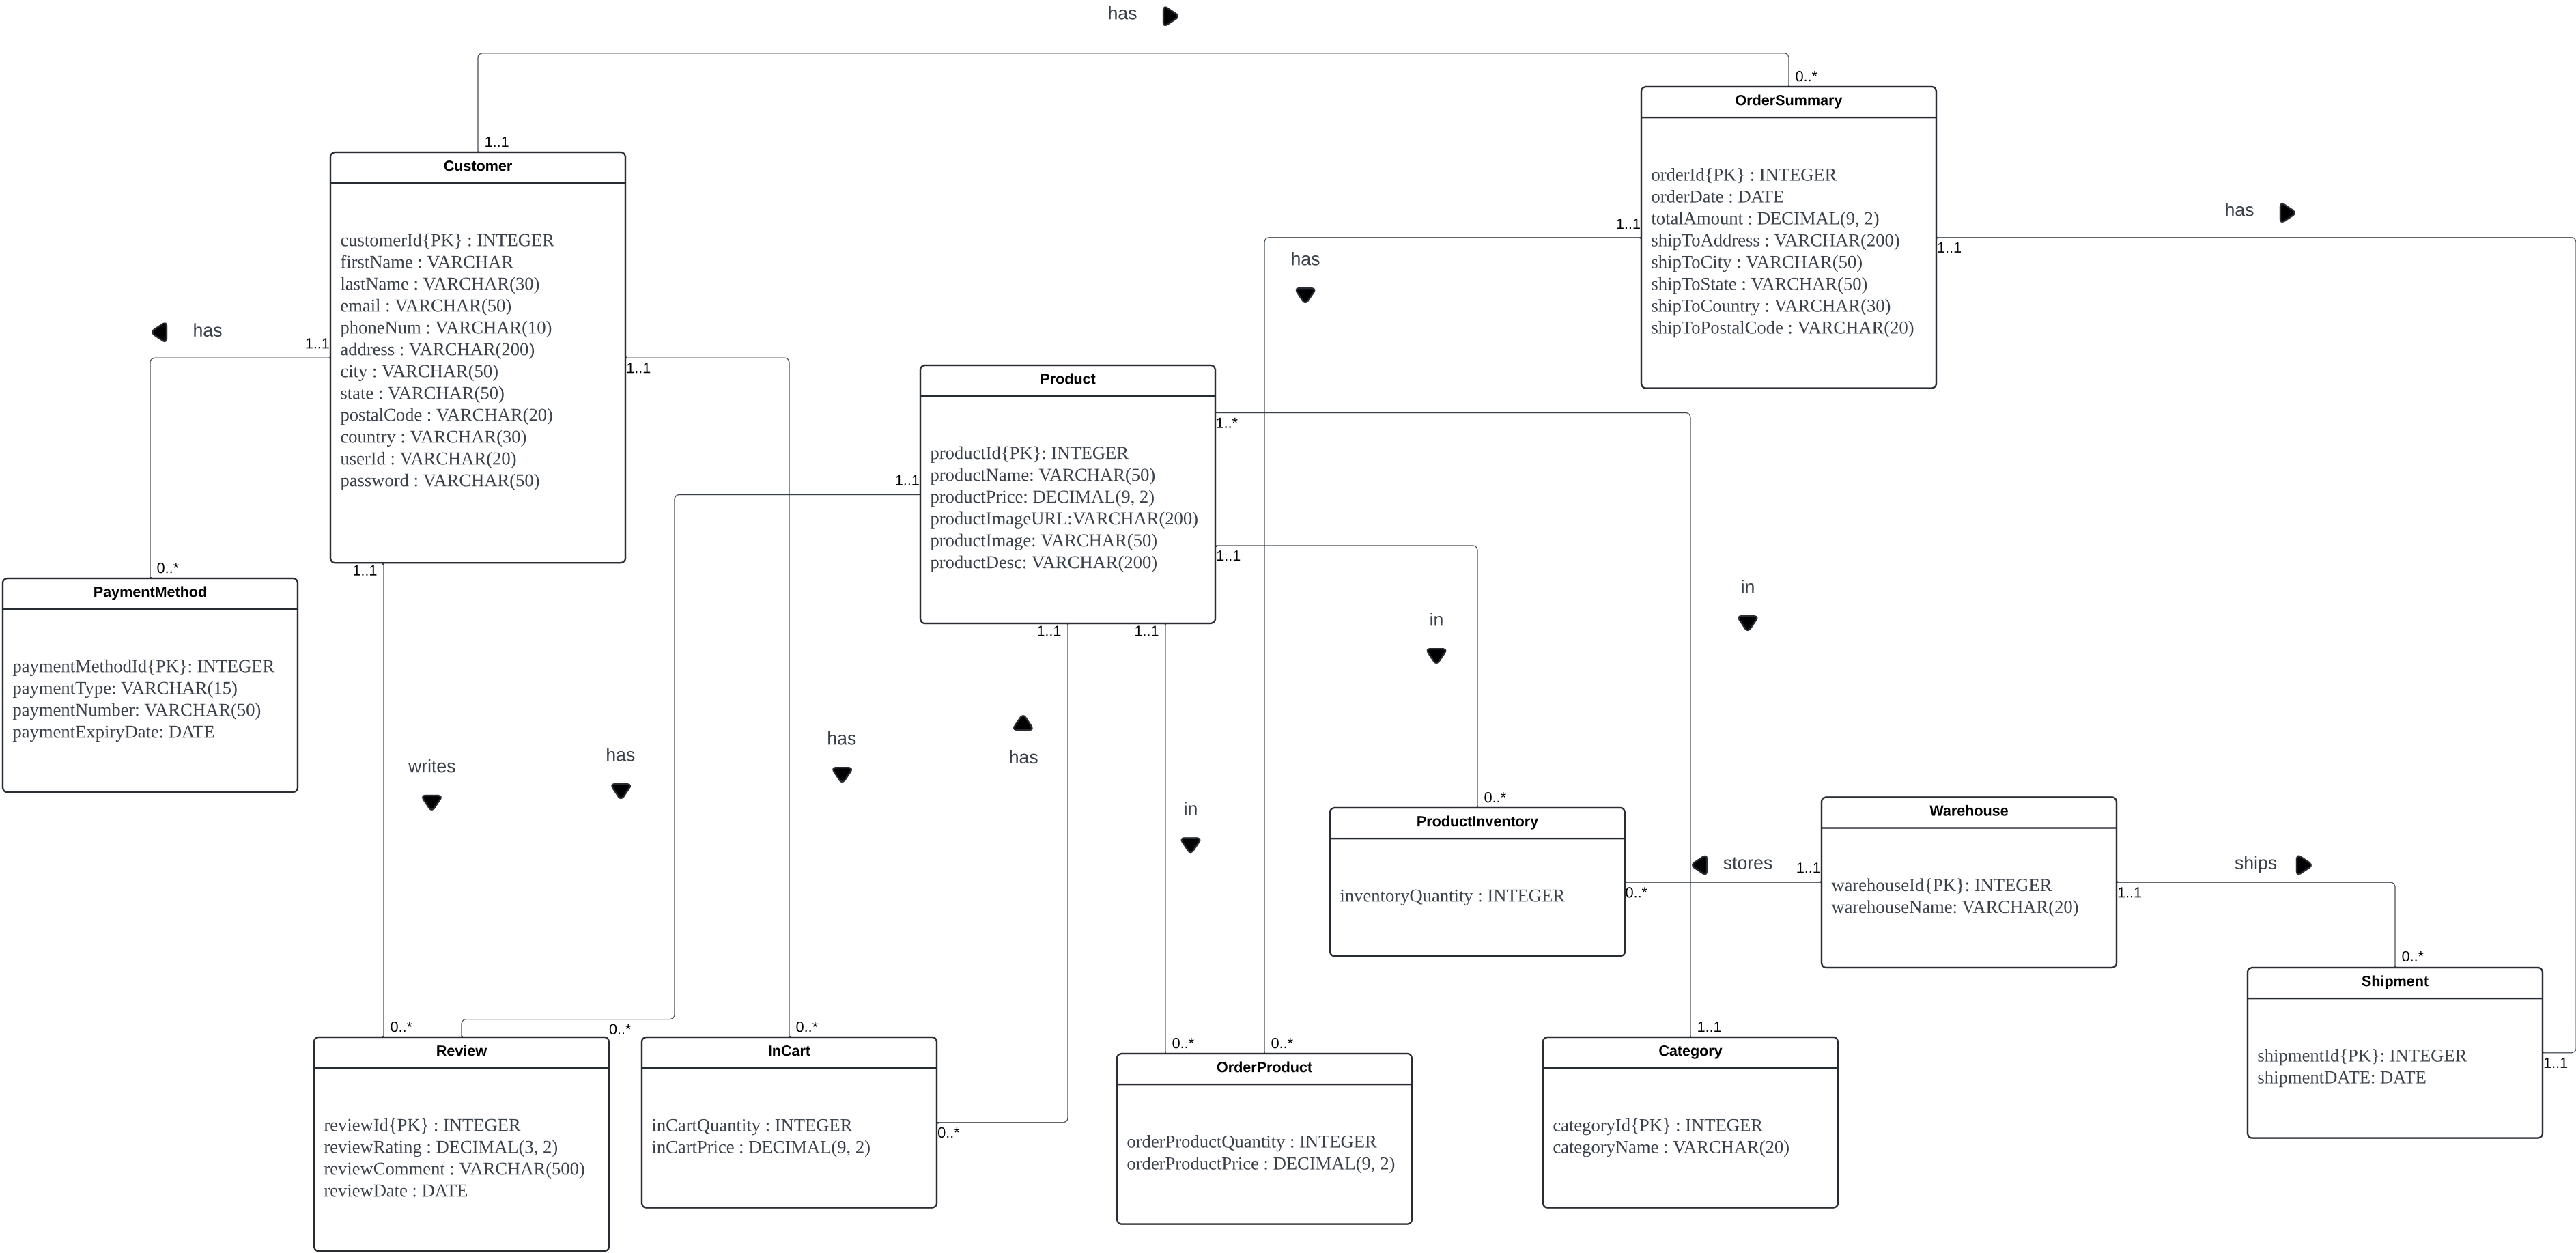 has
0..*
OrderSummary
orderId{PK} : INTEGER
orderDate : DATE
totalAmount : DECIMAL(9, 2)
shipToAddress : VARCHAR(200)
shipToCity : VARCHAR(50)
shipToState : VARCHAR(50)
shipToCountry : VARCHAR(30)
shipToPostalCode : VARCHAR(20)
1..1
Customer
customerId{PK} : INTEGER
firstName : VARCHAR
lastName : VARCHAR(30)
email : VARCHAR(50)
phoneNum : VARCHAR(10)
address : VARCHAR(200)
city : VARCHAR(50)
state : VARCHAR(50)
postalCode : VARCHAR(20)
country : VARCHAR(30)
userId : VARCHAR(20)
password : VARCHAR(50)
has
1..1
1..1
1..1
has
has
1..1
1..1
Product
productId{PK}: INTEGER
productName: VARCHAR(50)
productPrice: DECIMAL(9, 2)
productImageURL:VARCHAR(200)
productImage: VARCHAR(50)
productDesc: VARCHAR(200)
1..*
1..1
1..1
1..1
1..1
1..1
0..*
PaymentMethod
paymentMethodId{PK}: INTEGER
paymentType: VARCHAR(15)
paymentNumber: VARCHAR(50)
paymentExpiryDate: DATE
in
in
writes
has
has
has
in
0..*
ProductInventory
inventoryQuantity : INTEGER
0..*
stores
1..1
Warehouse
warehouseId{PK}: INTEGER
warehouseName: VARCHAR(20)
1..1
ships
0..*
Shipment
shipmentId{PK}: INTEGER
shipmentDATE: DATE
1..1
0..*
0..*
Review
reviewId{PK} : INTEGER
reviewRating : DECIMAL(3, 2)
reviewComment : VARCHAR(500)
reviewDate : DATE
0..*
InCart
inCartQuantity : INTEGER
inCartPrice : DECIMAL(9, 2)
0..*
0..*
0..*
OrderProduct
orderProductQuantity : INTEGER
orderProductPrice : DECIMAL(9, 2)
1..1
Category
categoryId{PK} : INTEGER
categoryName : VARCHAR(20)